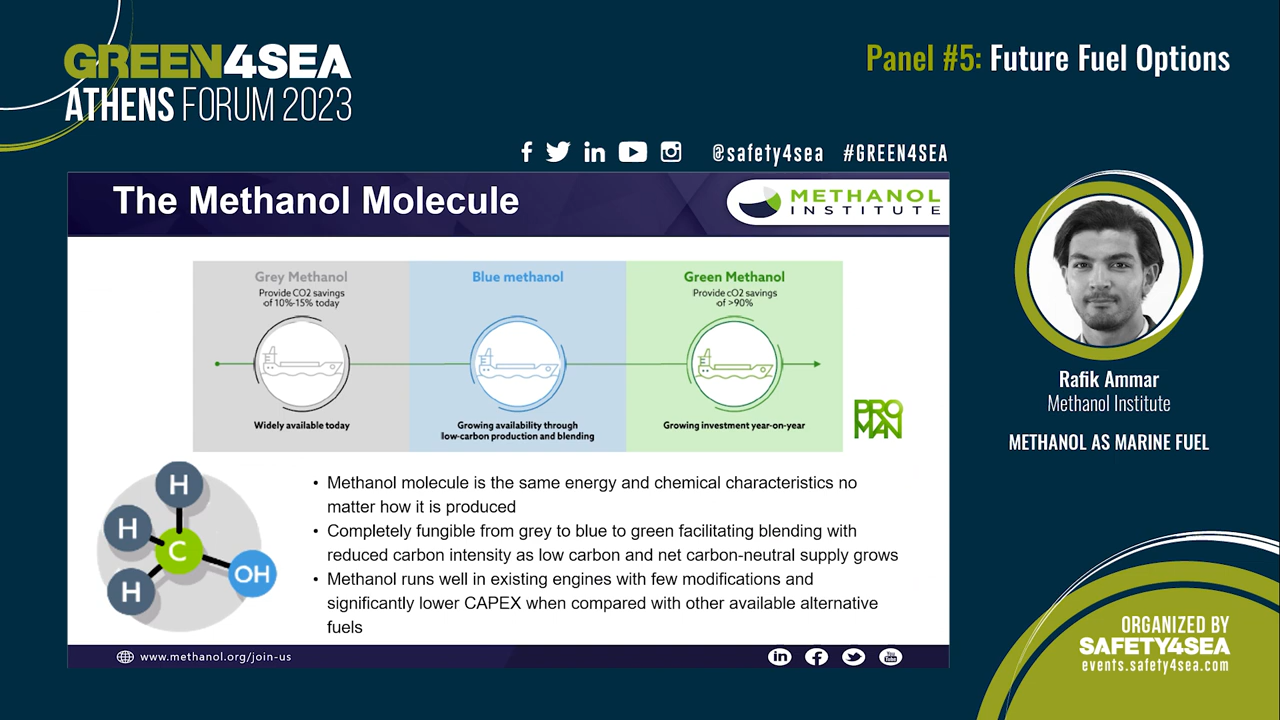 GREEN4SEA
ATHENS FORUM 2023
Panel #5: Future Fuel Options
@safety4sea #GREEN4SEA
The Methanol Molecule
METHANOL
INSTITUTE
Grey Methanol
Provide CO2 savings
of 10%-15% today
Widely available today
Blue methanol
Growing availability through
low-carbon production and blending
Green Methanol
Provide cO2 savings
of >90%
Growing investment year-on-year
PRO
MAN
H
H
H
C
OH
• Methanol molecule is the same energy and chemical characteristics no
matter how it is produced
• Completely fungible from grey to blue to green facilitating blending with
reduced carbon intensity as low carbon and net carbon-neutral supply grows
• Methanol runs well in existing engines with few modifications and
significantly lower CAPEX when compared with other available alternative
fuels
www.methanol.org/join-us
Rafik Ammar
Methanol Institute
METHANOL AS MARINE FUEL
ORGANIZED BY
SAFETY4SEA
events.safety4sea.com